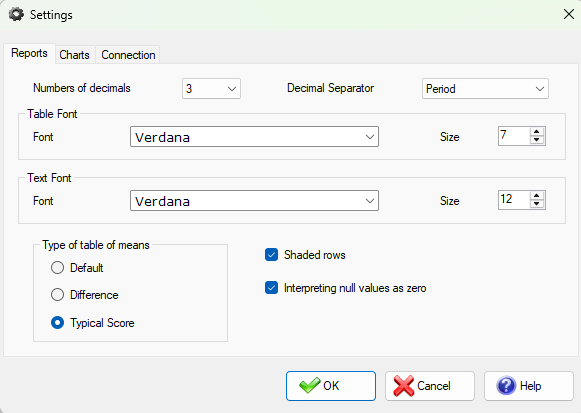 Settings
Reports Charts Connection
Numbers of decimals 3 Decimal Separator Period
Table Font
Font Verdana Size 7
Text Font
Font Verdana Size 12
Type of table of means
Default
Difference
Typical Score
Shaded rows
Interpreting null values as zero
OK Cancel Help